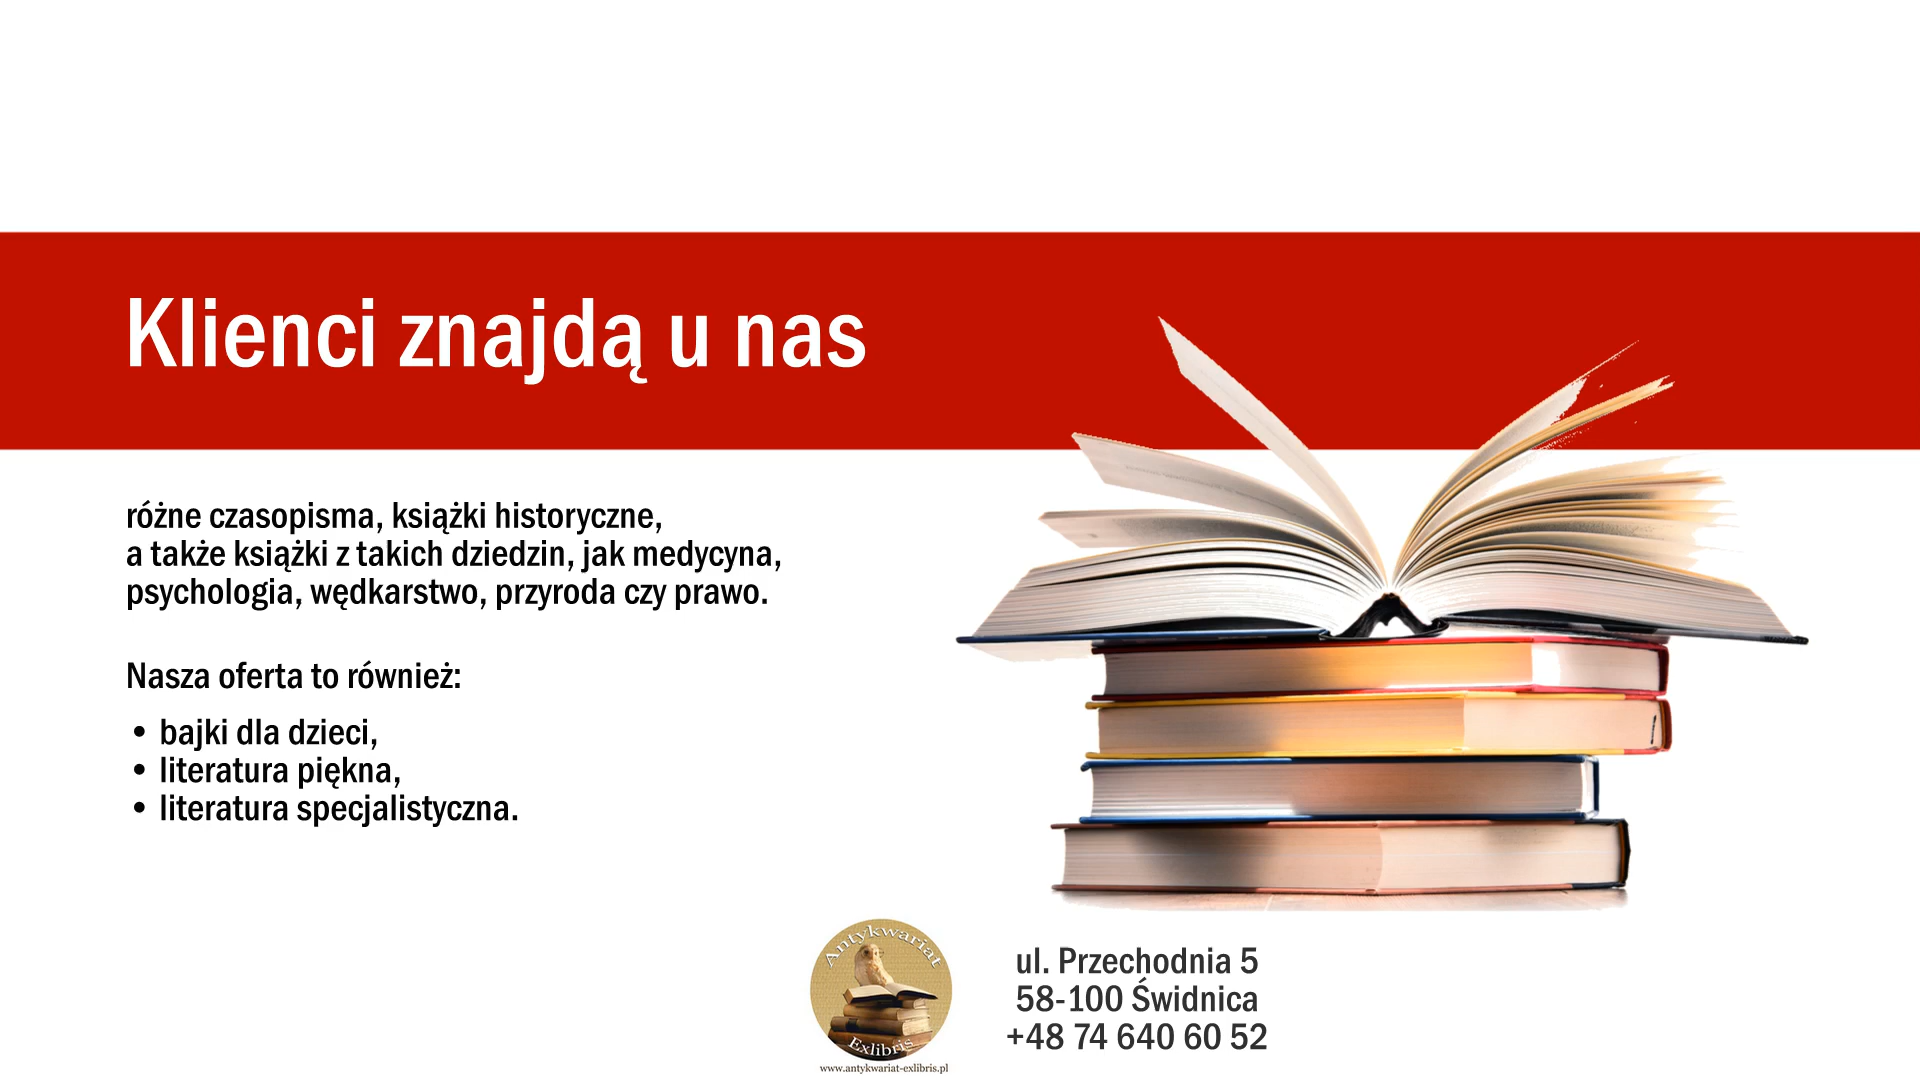 Klienci znajdą u nas
różne czasopisma, książki historyczne,
a także książki z takich dziedzin, jak medycyna,
psychologia, wędkarstwo, przyroda czy prawo.
Nasza oferta to również:
• bajki dla dzieci,
• literatura piękna,
• literatura specjalistyczna.
Antykwariat
Exlibris
www.antykwariat-exlibris.pl
ul. Przechodnia 5
58-100 Świdnica
+48 74 640 60 52